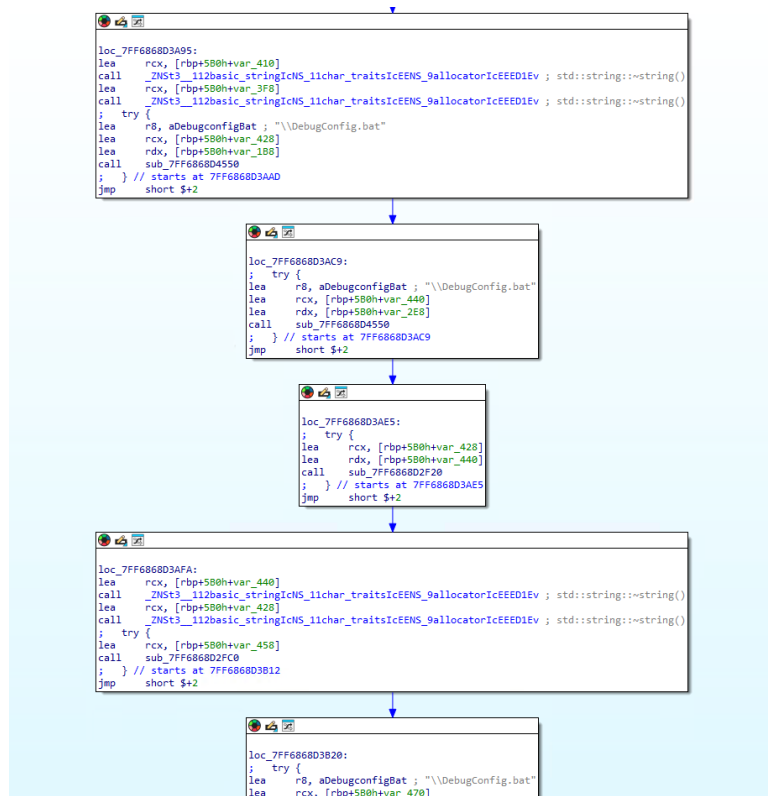 loc_7FF6868D3A95:
lea     rcx, [rbp+5B0h+var_410]
call    _ZNSt3__112basic_stringIcNS_11char_traitsIcEENS_9allocatorIcEEED1Ev ; std::string::~string()
lea     rcx, [rbp+5B0h+var_3F8]
call    _ZNSt3__112basic_stringIcNS_11char_traitsIcEENS_9allocatorIcEEED1Ev ; std::string::~string()
;   try {
lea     r8, aDebugconfigBat ; "\\DebugConfig.bat"
lea     rcx, [rbp+5B0h+var_428]
lea     rdx, [rbp+5B0h+var_1B8]
call    sub_7FF6868D4550
;   } // starts at 7FF6868D3AAD
jmp     short $+2
loc_7FF6868D3AC9:
;   try {
lea     r8, aDebugconfigBat ; "\\DebugConfig.bat"
lea     rcx, [rbp+5B0h+var_440]
lea     rdx, [rbp+5B0h+var_2E8]
call    sub_7FF6868D4550
;   } // starts at 7FF6868D3AC9
jmp     short $+2
loc_7FF6868D3AE5:
;   try {
lea     rcx, [rbp+5B0h+var_428]
lea     rdx, [rbp+5B0h+var_440]
call    sub_7FF6868D2F20
;   } // starts at 7FF6868D3AE5
jmp     short $+2
loc_7FF6868D3AFA:
lea     rcx, [rbp+5B0h+var_440]
call    _ZNSt3__112basic_stringIcNS_11char_traitsIcEENS_9allocatorIcEEED1Ev ; std::string::~string()
lea     rcx, [rbp+5B0h+var_428]
call    _ZNSt3__112basic_stringIcNS_11char_traitsIcEENS_9allocatorIcEEED1Ev ; std::string::~string()
;   try {
lea     rcx, [rbp+5B0h+var_458]
call    sub_7FF6868D2FC0
;   } // starts at 7FF6868D3B12
jmp     short $+2
loc_7FF6868D3B20:
;   try {
lea     r8, aDebugconfigBat ; "\\DebugConfig.bat"
lea     rcx, [rbp+5B0h+var_470]